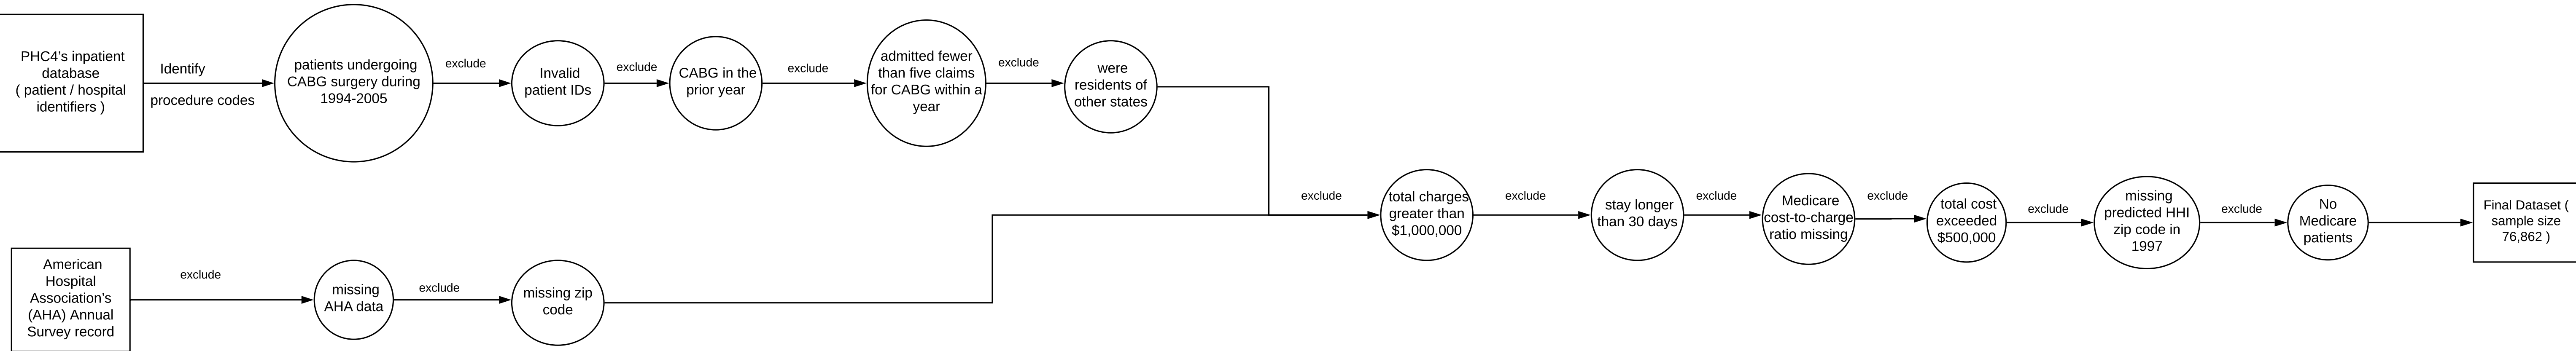 PHC4's inpatient
database
( patient / hospital
identifiers )
Identify
procedure codes
patients undergoing
CABG surgery during
1994-2005
exclude
Invalid
patient IDs
exclude
CABG in the
prior year
exclude
admitted fewer
than five claims
for CABG within a
year
exclude
were
residents of
other states
American
Hospital
Association's
(AHA) Annual
Survey record
exclude
missing
AHA data
exclude
missing zip
code
exclude
total charges
greater than
$1,000,000
exclude
stay longer
than 30 days
exclude
Medicare
cost-to-charge
ratio missing
exclude
total cost
exceeded
$500,000
exclude
missing
predicted HHI
zip code in
1997
exclude
No
Medicare
patients
Final Dataset (
sample size
76,862 )